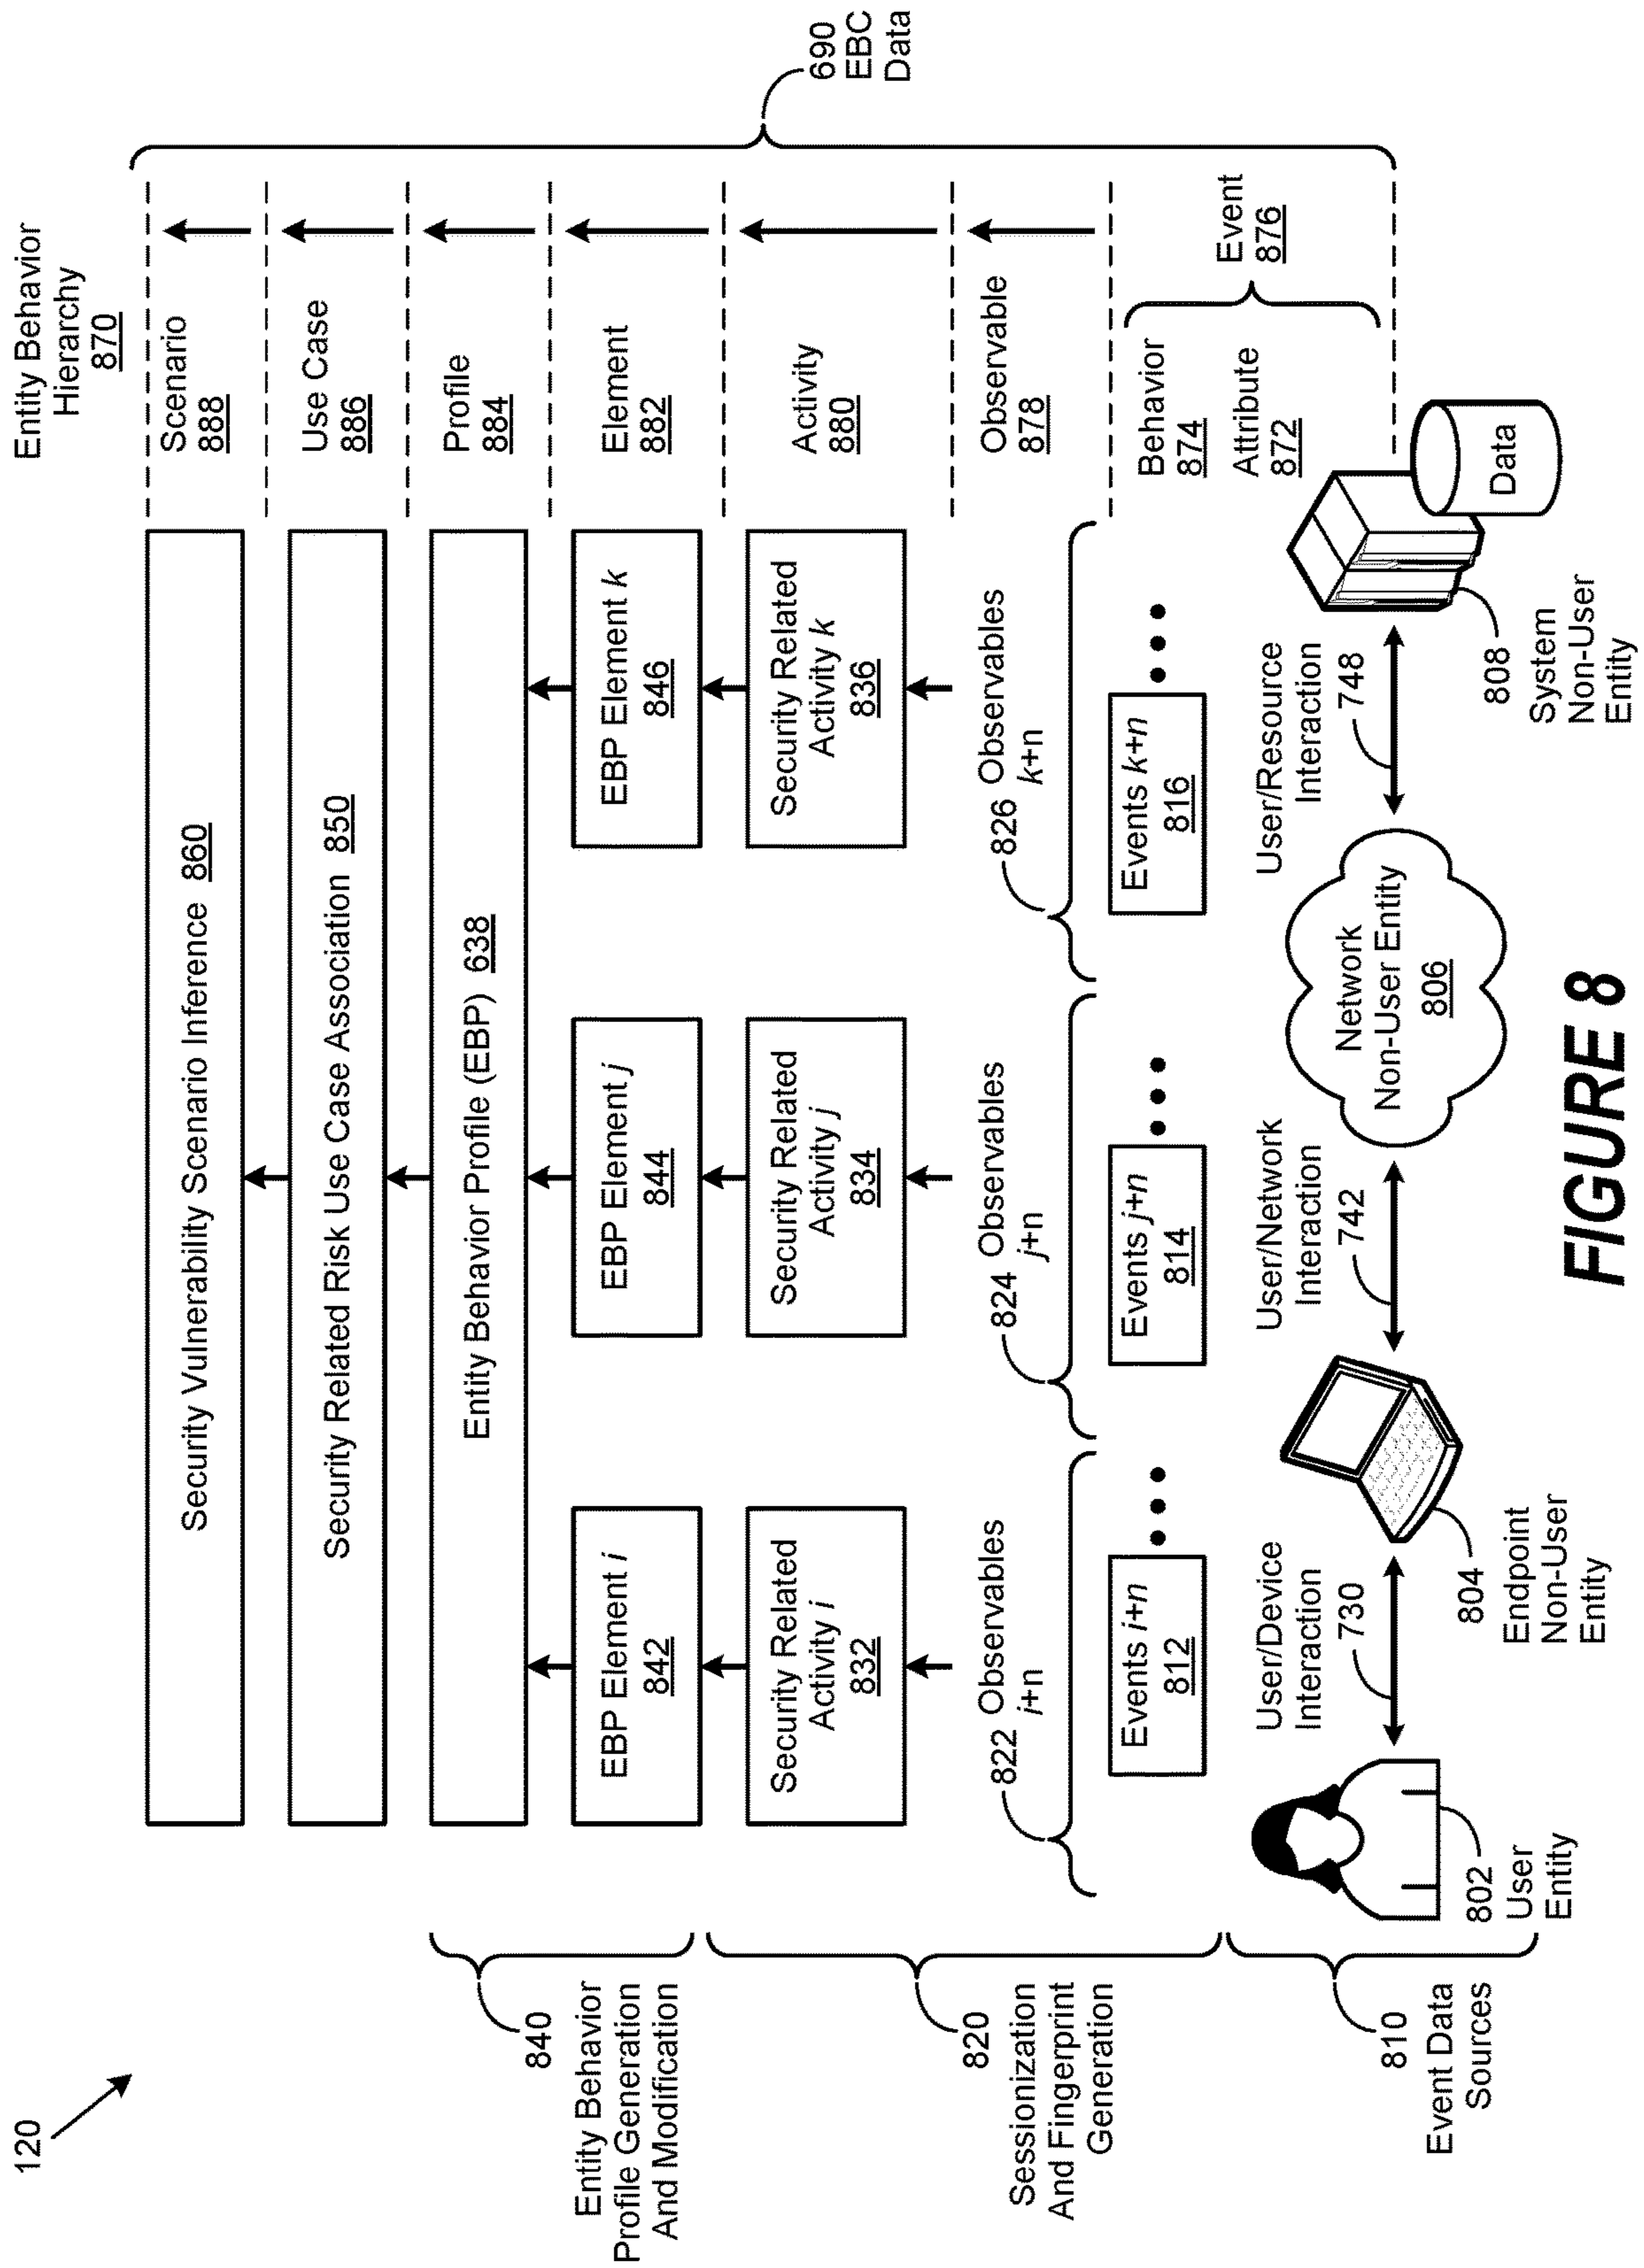 120
Entity Behavior
Hierarchy
870
Security Vulnerability Scenario Inference 860
Scenario
888
Security Related Risk Use Case Association 850
Use Case
886
840
Entity Behavior
Profile Generation
And Modification
Entity Behavior Profile (EBP) 638
Profile
884
EBP Element i
842
EBP Element j
844
EBP Element k
846
Element
882
690
EBC
Data
820
Sessionization
And Fingerprint
Generation
Security Related
Activity i
832
Security Related
Activity j
834
Security Related
Activity k
836
Activity
880
822 Observables
i+n
824 Observables
j+n
826 Observables
k+n
Observable
878
Events i+n
812
Events j+n
814
Events k+n
816
Behavior
874
Attribute
872
Event
876
810
Event Data
Sources
802
User
Entity
User/Device
Interaction
730
804
Endpoint
Non-User
Entity
User/Network
Interaction
742
Network
Non-User Entity
806
User/Resource
Interaction
748
808
System
Non-User
Entity
Data
FIGURE 8